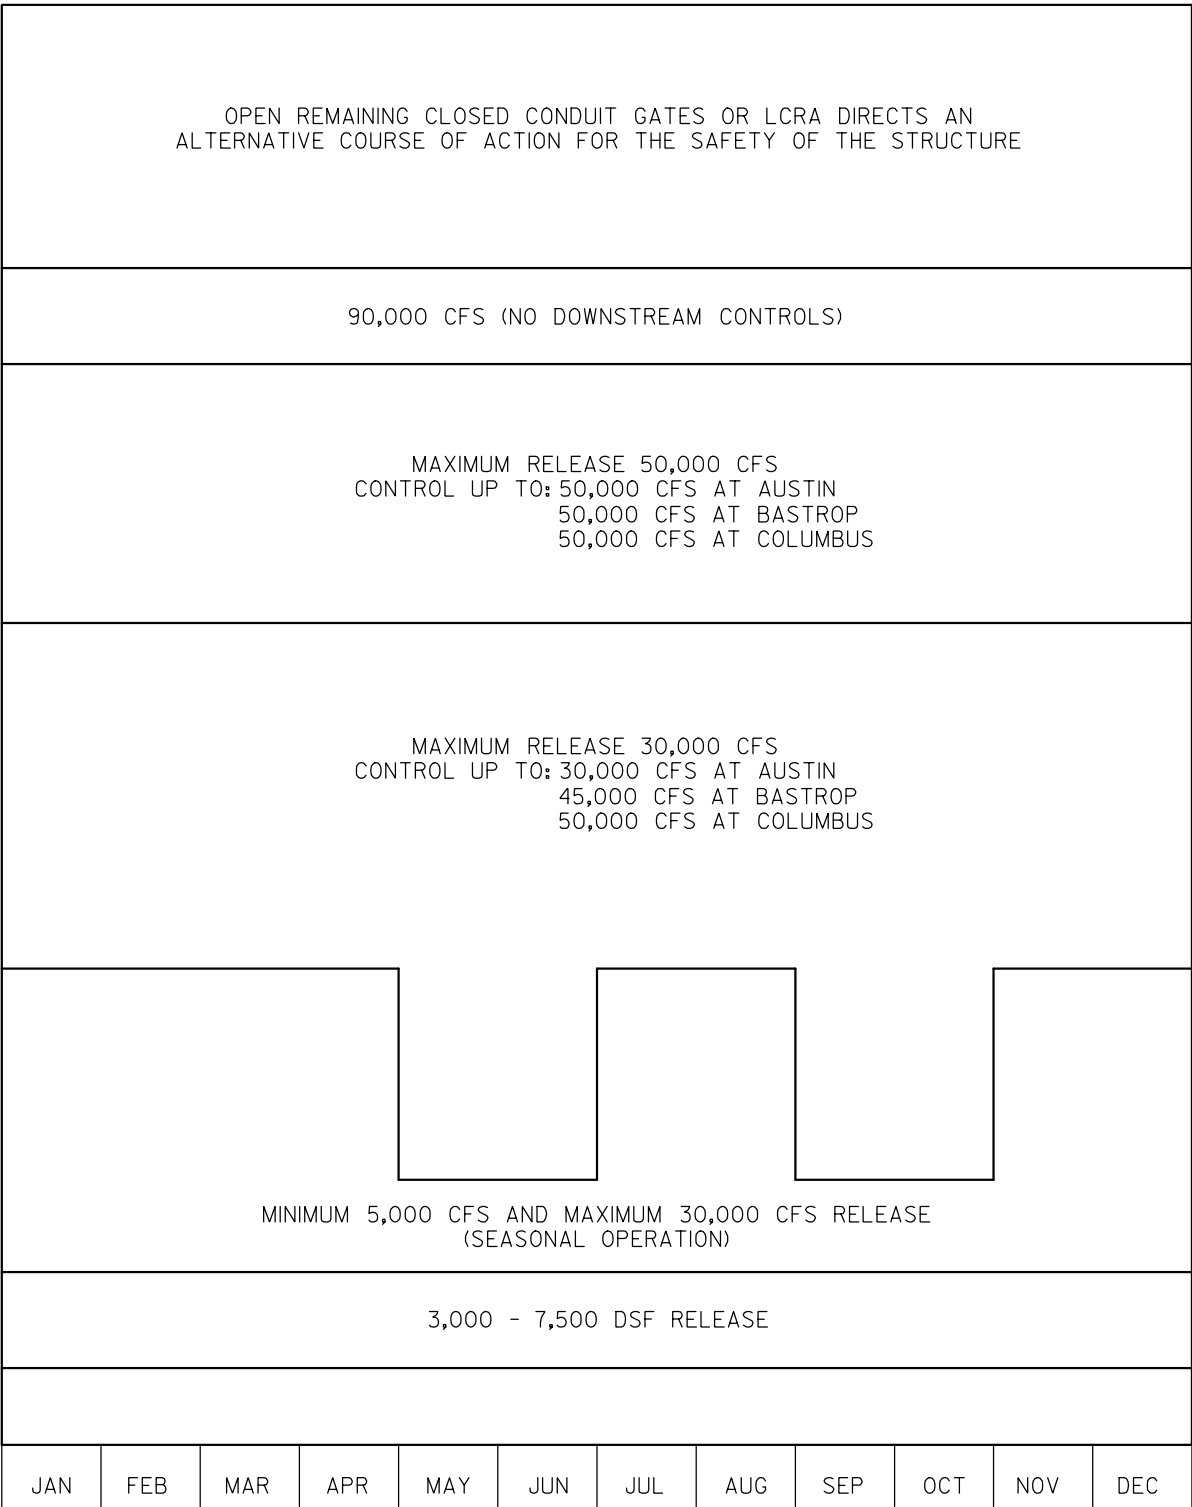 OPEN REMAINING CLOSED CONDUIT GATES OR LCRA DIRECTS AN
ALTERNATIVE COURSE OF ACTION FOR THE SAFETY OF THE STRUCTURE
90,000 CFS (NO DOWNSTREAM CONTROLS)
MAXIMUM RELEASE 50,000 CFS
CONTROL UP TO: 50,000 CFS AT AUSTIN
50,000 CFS AT BASTROP
50,000 CFS AT COLUMBUS
MAXIMUM RELEASE 30,000 CFS
CONTROL UP TO: 30,000 CFS AT AUSTIN
45,000 CFS AT BASTROP
50,000 CFS AT COLUMBUS
MINIMUM 5,000 CFS AND MAXIMUM 30,000 CFS RELEASE
(SEASONAL OPERATION)
3,000 - 7,500 DSF RELEASE
JAN FEB MAR APR MAY JUN JUL AUG SEP OCT NOV DEC